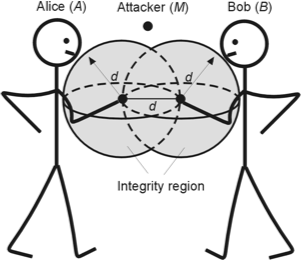 Alice (A) Attacker (M) Bob (B)
d d
d
Integrity region